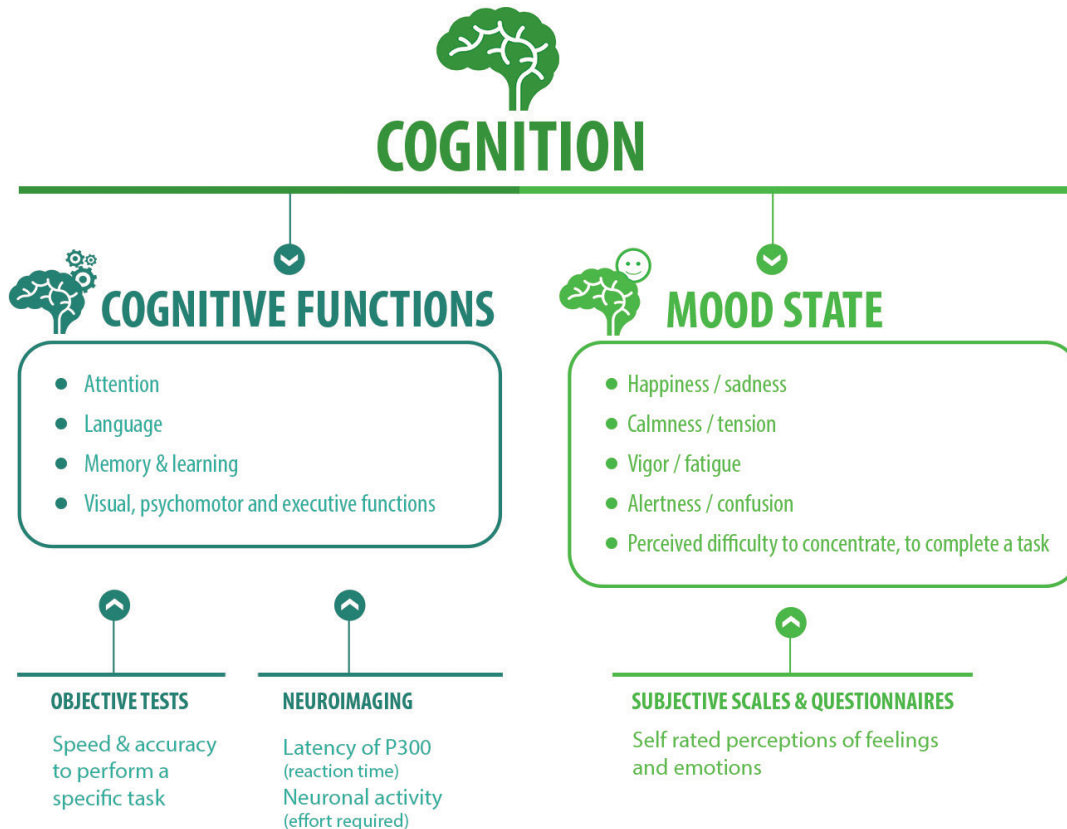 COGNITION
COGNITIVE FUNCTIONS
Attention
Language
Memory & learning
Visual, psychomotor and executive functions
MOOD STATE
Happiness / sadness
Calmness / tension
Vigor / fatigue
Alertness / confusion
Perceived difficulty to concentrate, to complete a task
OBJECTIVE TESTS
Speed & accuracy
to perform a
specific task
NEUROIMAGING
Latency of P300
(reaction time)
Neuronal activity
(effort required)
SUBJECTIVE SCALES & QUESTIONNAIRES
Self rated perceptions of feelings
and emotions